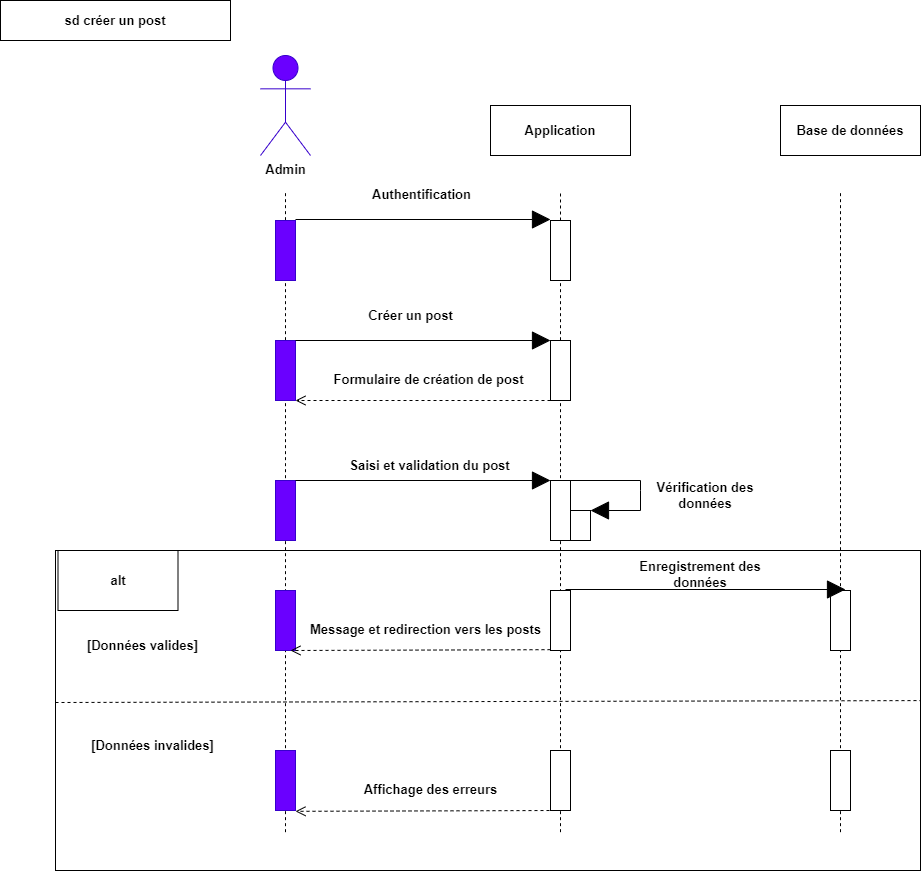 sd créer un post
Admin
Application
Base de données
Authentification
Créer un post
Formulaire de création de post
Saisi et validation du post
Vérification des
données
alt
Enregistrement des
données
Message et redirection vers les posts
[Données valides]
[Données invalides]
Affichage des erreurs